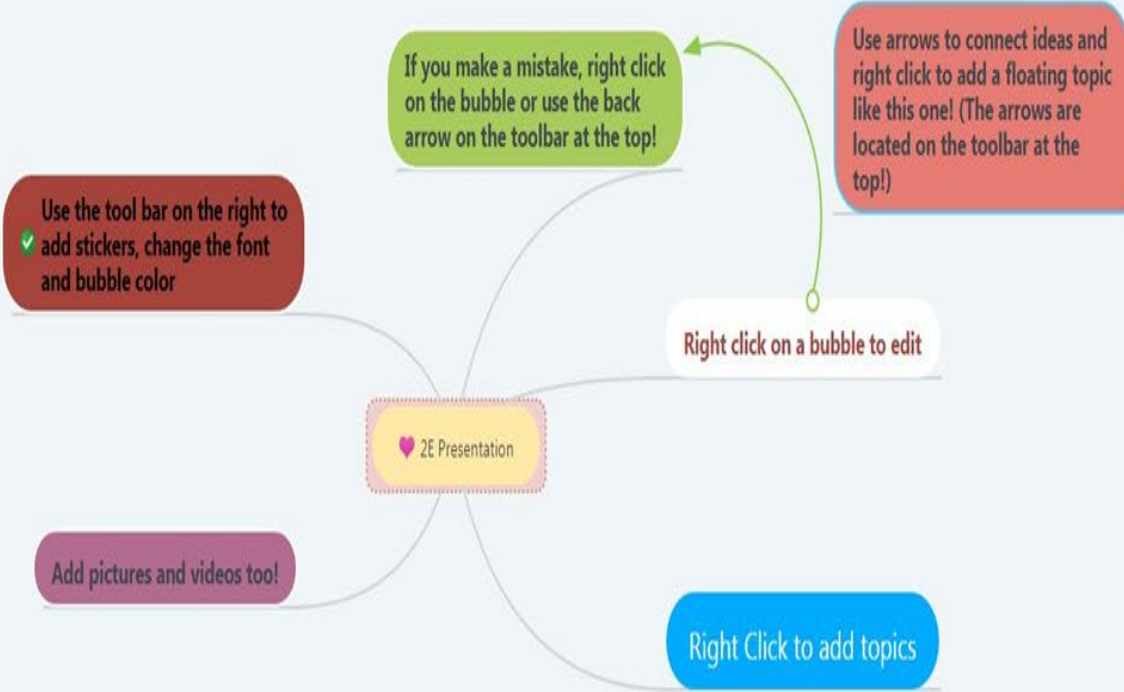 If you make a mistake, right click
on the bubble or use the back
arrow on the toolbar at the top!
Use arrows to connect ideas and
right click to add a floating topic
like this one! (The arrows are
located on the toolbar at the
top!)
Use the tool bar on the right to
add stickers, change the font
and bubble color
Right click on a bubble to edit
2E Presentation
Add pictures and videos too!
Right Click to add topics